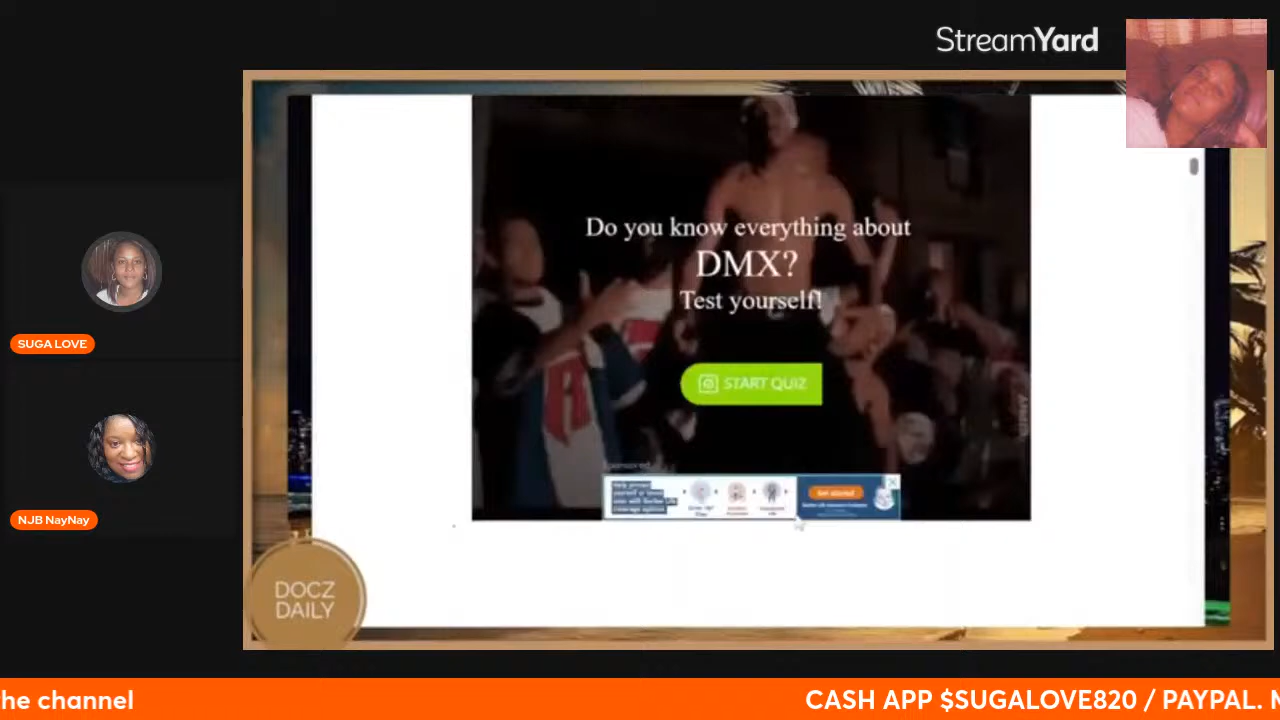 StreamYard
Do you know everything about
DMX?
Test yourself!
START QUIZ
Sponsored
Get started
SUGA LOVE
NJB NayNay
DOCZ
DAILY
he channel
CASH APP $SUGALOVE820 / PAYPAL. M